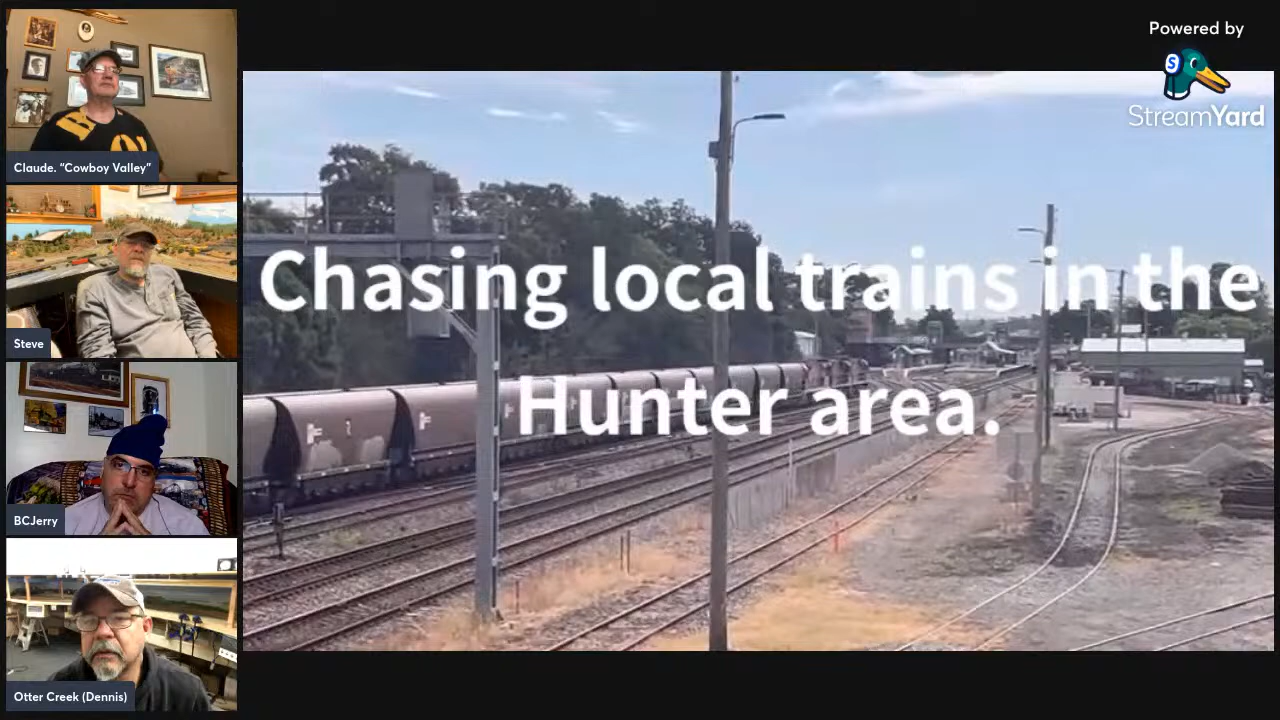 Powered by
StreamYard
Claude. "Cowboy Valley"
Steve
BCJerry
Otter Creek (Dennis)
Chasing local trains in the
Hunter area.